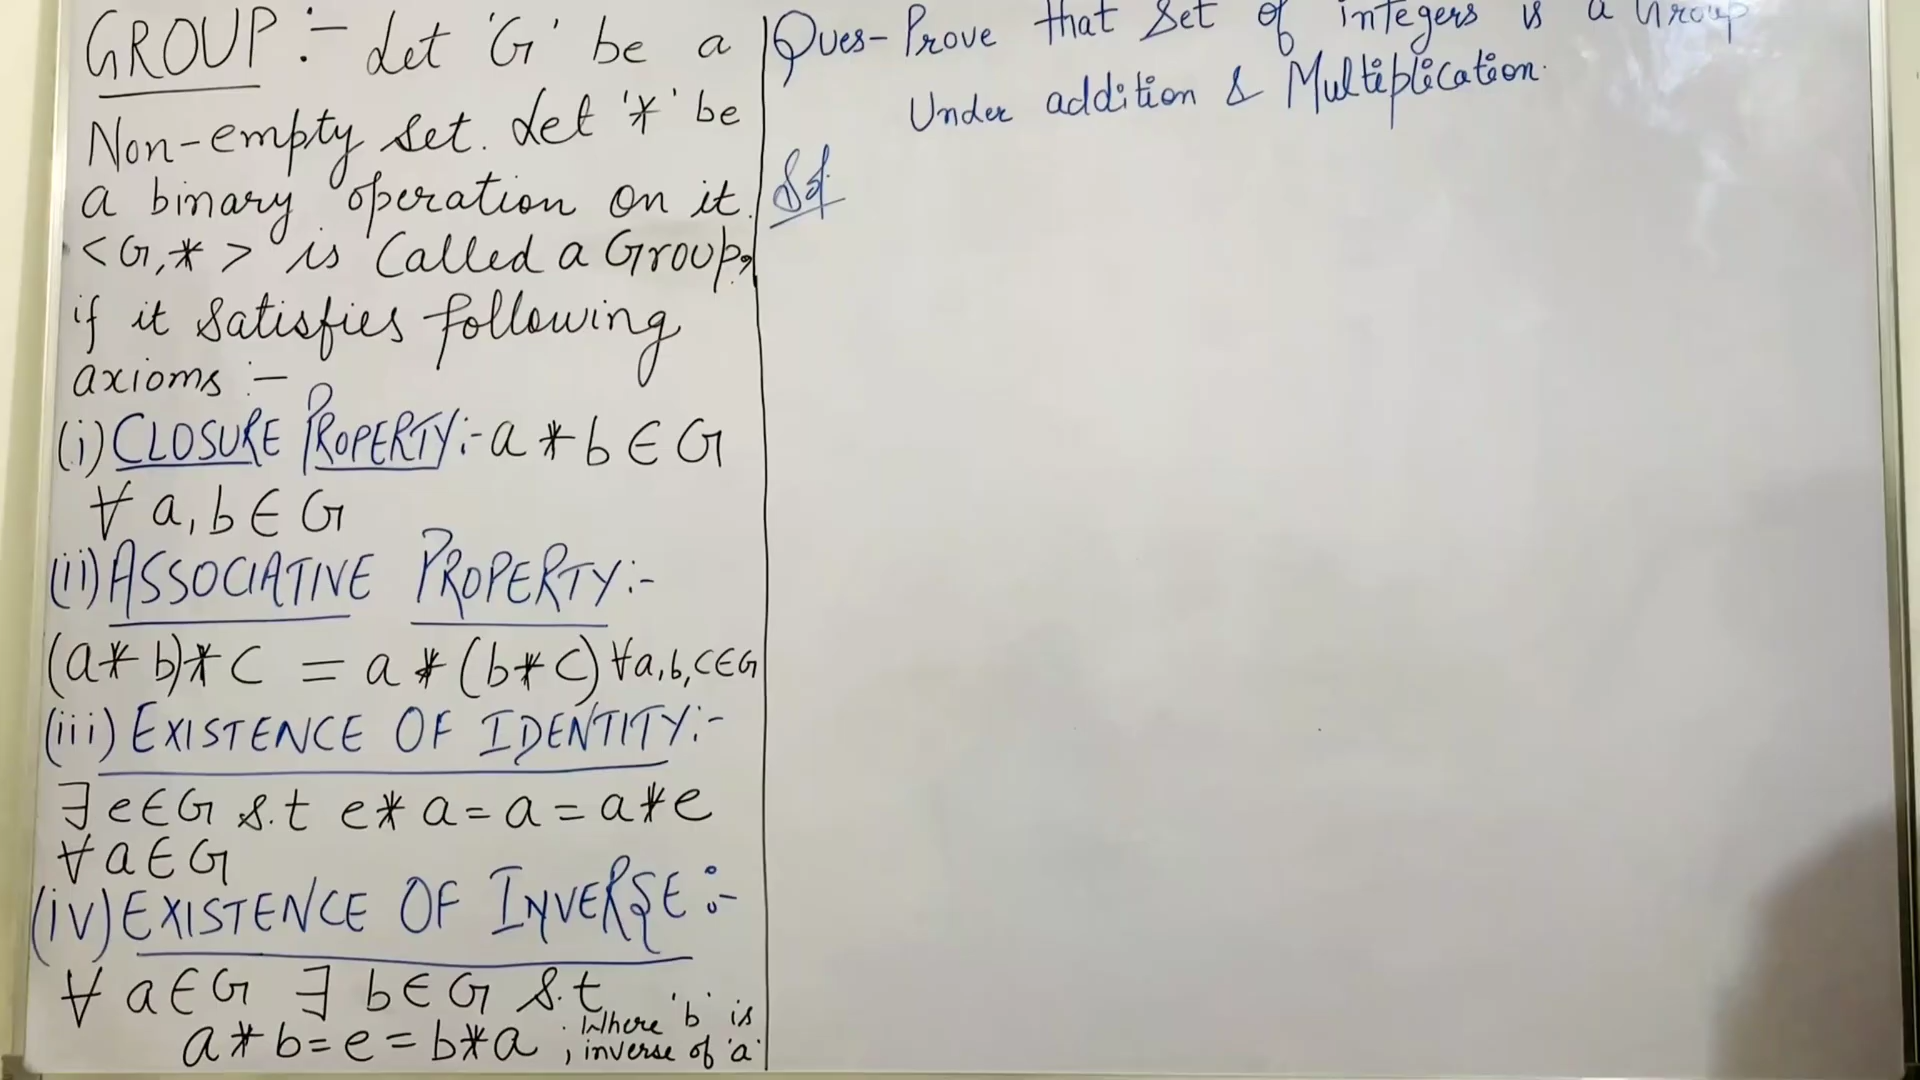 GROUP :- Let 'G' be a
Non-empty set. Let '*' be
a binary operation on it.
<G,*> is Called a Group,
if it satisfies following
axioms :-
(i) CLOSURE PROPERTY:- a * b ∈ G
∀ a, b ∈ G
(ii) ASSOCIATIVE PROPERTY:-
(a * b) * c = a * (b * c) ∀ a, b, c ∈ G
(iii) EXISTENCE OF IDENTITY:-
∃ e ∈ G s.t e * a = a = a * e
∀ a ∈ G
(iv) EXISTENCE OF INVERSE :-
∀ a ∈ G ∃ b ∈ G s.t
a * b = e = b * a ; Where 'b' is
inverse of 'a'
Ques- Prove that set of integers is a Group
Under addition & Multiplication.
Sol.